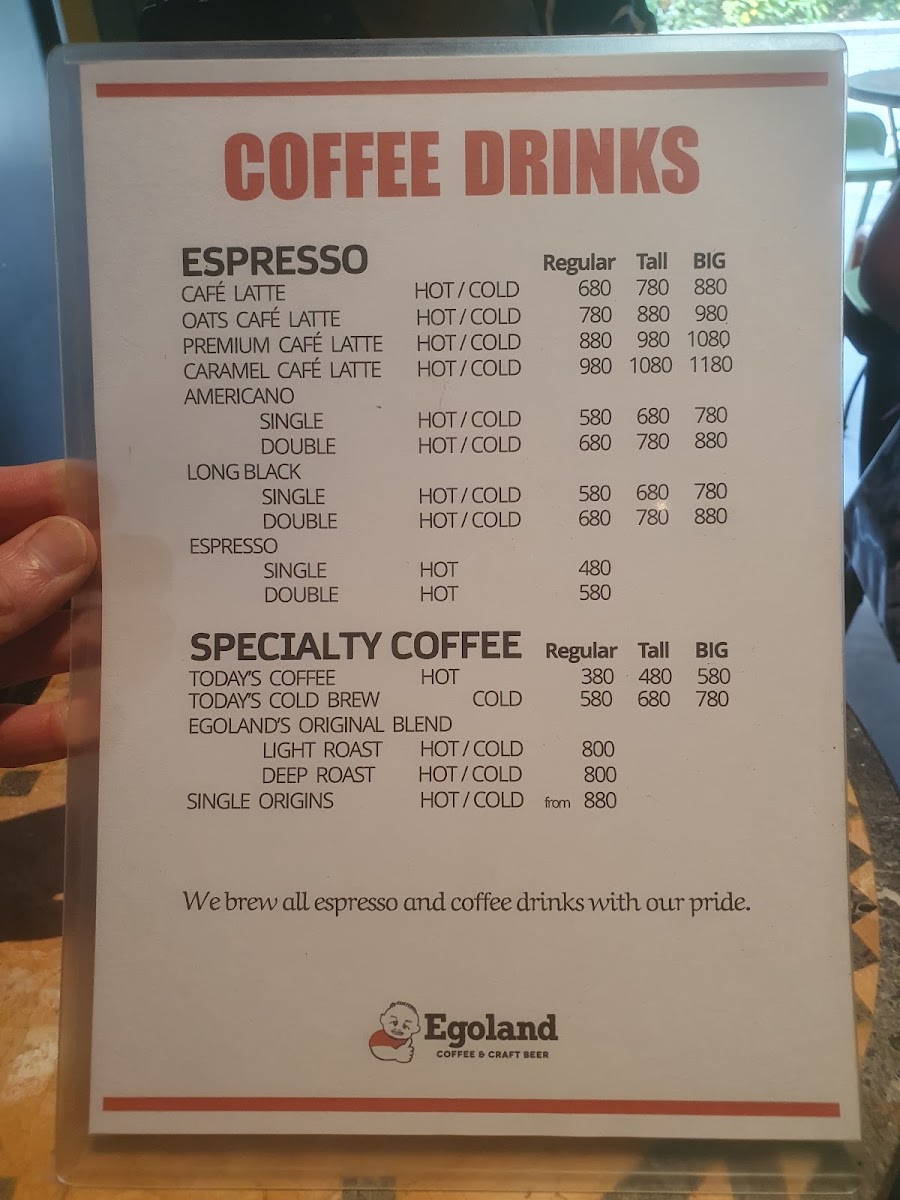 COFFEE DRINKS
ESPRESSO Regular Tall BIG
CAFÉ LATTE HOT / COLD 680 780 880
OATS CAFÉ LATTE HOT / COLD 780 880 980
PREMIUM CAFÉ LATTE HOT / COLD 880 980 1080
CARAMEL CAFÉ LATTE HOT / COLD 980 1080 1180
AMERICANO
SINGLE HOT / COLD 580 680 780
DOUBLE HOT / COLD 680 780 880
LONG BLACK
SINGLE HOT / COLD 580 680 780
DOUBLE HOT / COLD 680 780 880
ESPRESSO
SINGLE HOT 480
DOUBLE HOT 580
SPECIALTY COFFEE Regular Tall BIG
TODAY'S COFFEE HOT 380 480 580
TODAY'S COLD BREW COLD 580 680 780
EGOLAND'S ORIGINAL BLEND
LIGHT ROAST HOT / COLD 800
DEEP ROAST HOT / COLD 800
SINGLE ORIGINS HOT / COLD from 880
We brew all espresso and coffee drinks with our pride.
Egoland
COFFEE & CRAFT BEER